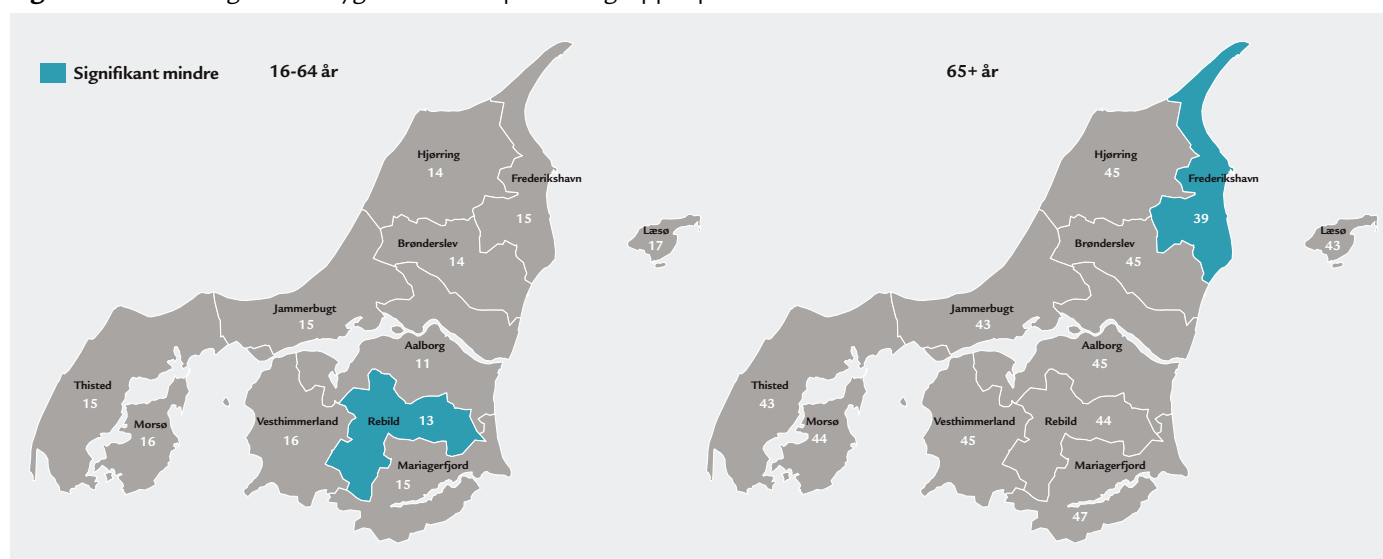 Signifikant mindre
16-64 år
Hjørring
14
Frederikshavn
15
Læsø
17
Brønderslev
14
Jammerbugt
15
Aalborg
11
Thisted
15
Morsø
16
Vesthimmerland
16
Rebild
13
Mariagerfjord
15
65+ år
Hjørring
45
Frederikshavn
39
Læsø
43
Brønderslev
45
Jammerbugt
43
Aalborg
45
Thisted
43
Morsø
44
Vesthimmerland
45
Rebild
44
Mariagerfjord
47